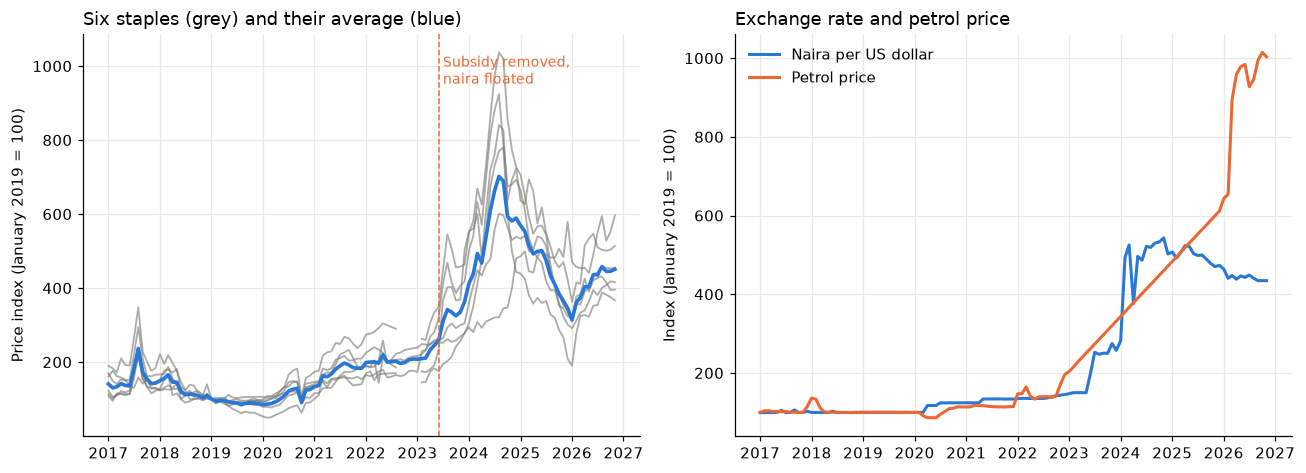 Six staples (grey) and their average (blue)
Price index (January 2019 = 100)
1000
800
600
400
200
Subsidy removed,
naira floated
2017 2018 2019 2020 2021 2022 2023 2024 2025 2026 2027
Exchange rate and petrol price
Index (January 2019 = 100)
1000
800
600
400
200
Naira per US dollar
Petrol price
2017 2018 2019 2020 2021 2022 2023 2024 2025 2026 2027